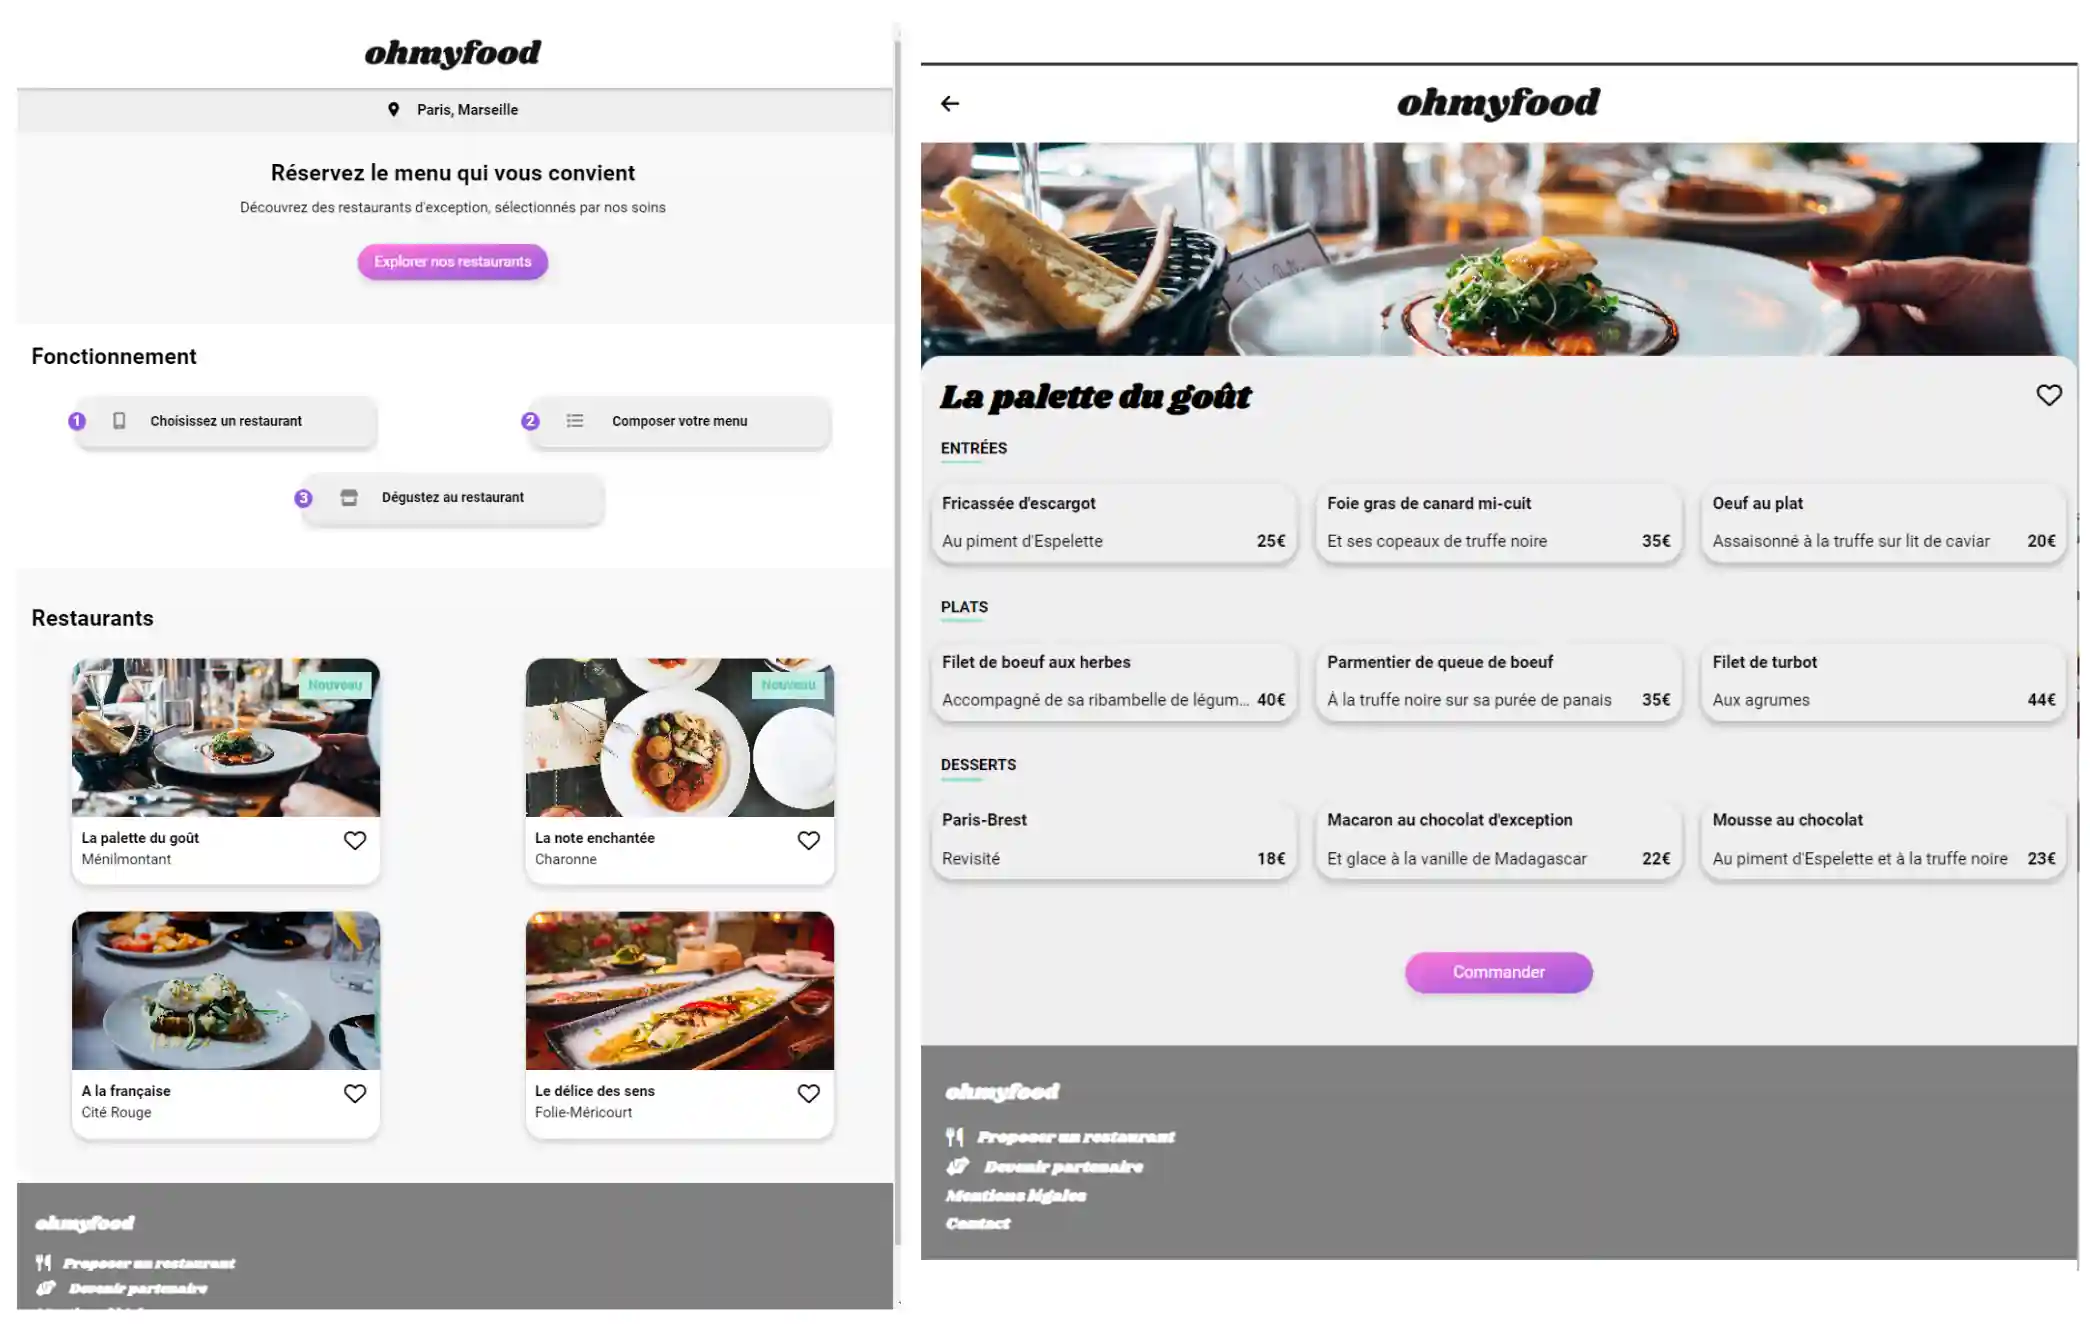 ohmyfood
Paris, Marseille
Réservez le menu qui vous convient
Découvrez des restaurants d'exception, sélectionnés par nos soins
Explorer nos restaurants
Fonctionnement
1 Choisissez un restaurant
2 Composer votre menu
3 Dégustez au restaurant
Restaurants
Nouveau
La palette du goût
Ménilmontant
Nouveau
La note enchantée
Charonne
A la française
Cité Rouge
Le délice des sens
Folie-Méricourt
ohmyfood
Proposer un restaurant
Devenir partenaire
ohmyfood
La palette du goût
ENTRÉES
Fricassée d'escargot
Au piment d'Espelette 25€
Foie gras de canard mi-cuit
Et ses copeaux de truffe noire 35€
Oeuf au plat
Assaisonné à la truffe sur lit de caviar 20€
PLATS
Filet de boeuf aux herbes
Accompagné de sa ribambelle de légum... 40€
Parmentier de queue de boeuf
À la truffe noire sur sa purée de panais 35€
Filet de turbot
Aux agrumes 44€
DESSERTS
Paris-Brest
Revisité 18€
Macaron au chocolat d'exception
Et glace à la vanille de Madagascar 22€
Mousse au chocolat
Au piment d'Espelette et à la truffe noire 23€
Commander
ohmyfood
Proposer un restaurant
Devenir partenaire
Mentions légales
Contact